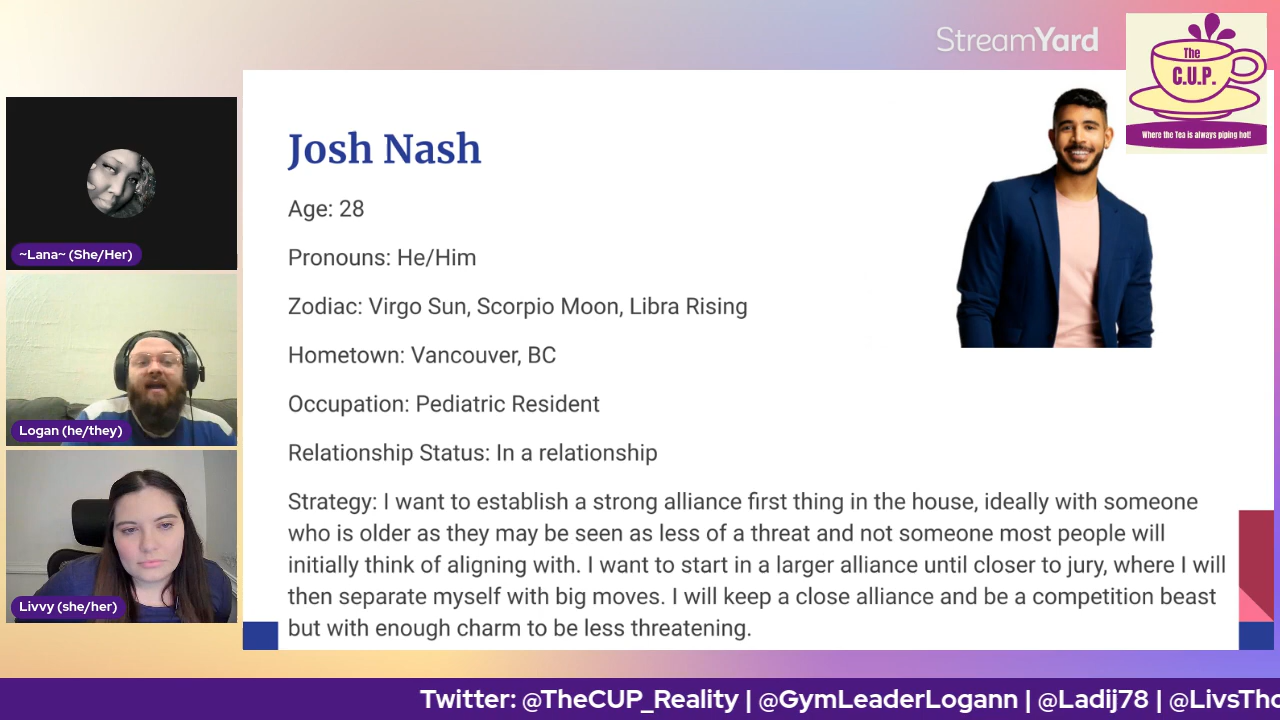 StreamYard
The
C.U.P.
Where the Tea is always piping hot!
Josh Nash
Age: 28
Pronouns: He/Him
Zodiac: Virgo Sun, Scorpio Moon, Libra Rising
Hometown: Vancouver, BC
Occupation: Pediatric Resident
Relationship Status: In a relationship
Strategy: I want to establish a strong alliance first thing in the house, ideally with someone
who is older as they may be seen as less of a threat and not someone most people will
initially think of aligning with. I want to start in a larger alliance until closer to jury, where I will
then separate myself with big moves. I will keep a close alliance and be a competition beast
but with enough charm to be less threatening.
~Lana~ (She/Her)
Logan (he/they)
Livvy (she/her)
Twitter: @TheCUP_Reality | @GymLeaderLogann | @Ladij78 | @LivsTho